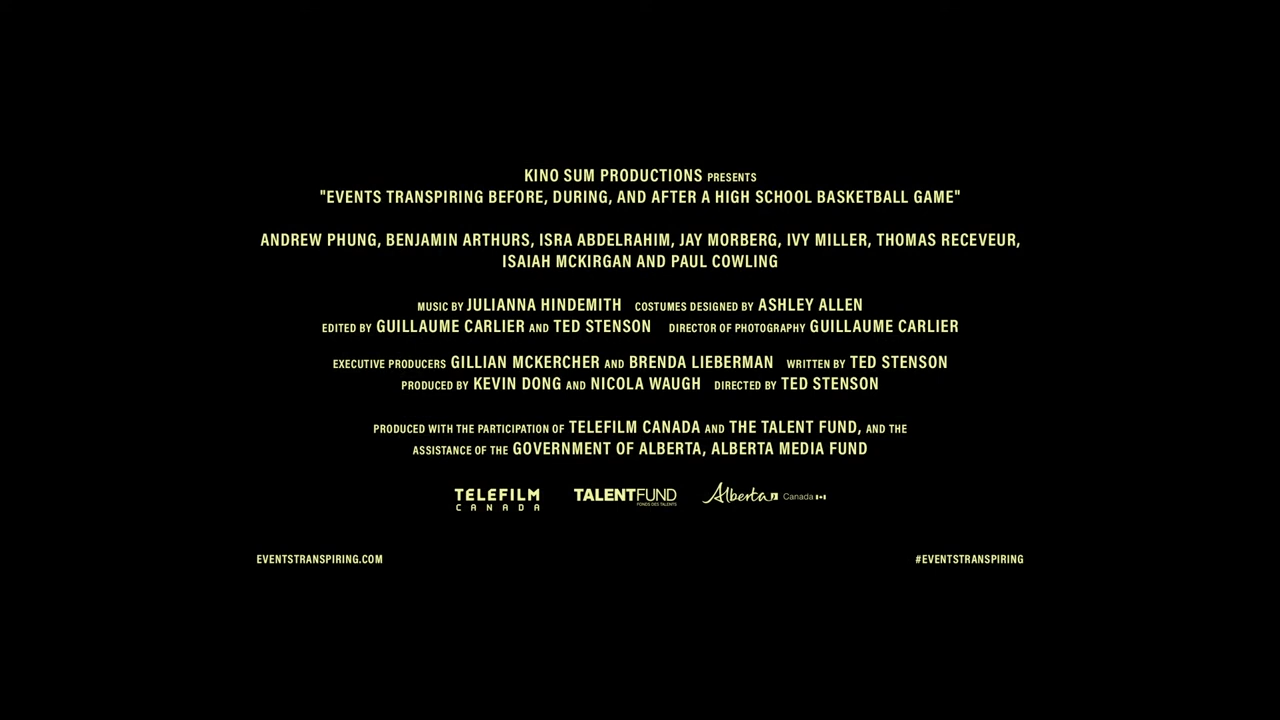 KINO SUM PRODUCTIONS PRESENTS
"EVENTS TRANSPIRING BEFORE, DURING, AND AFTER A HIGH SCHOOL BASKETBALL GAME"
ANDREW PHUNG, BENJAMIN ARTHURS, ISRA ABDELRAHIM, JAY MORBERG, IVY MILLER, THOMAS RECEVEUR,
ISAIAH MCKIRGAN AND PAUL COWLING
MUSIC BY JULIANNA HINDEMITH COSTUMES DESIGNED BY ASHLEY ALLEN
EDITED BY GUILLAUME CARLIER AND TED STENSON DIRECTOR OF PHOTOGRAPHY GUILLAUME CARLIER
EXECUTIVE PRODUCERS GILLIAN MCKERCHER AND BRENDA LIEBERMAN WRITTEN BY TED STENSON
PRODUCED BY KEVIN DONG AND NICOLA WAUGH DIRECTED BY TED STENSON
PRODUCED WITH THE PARTICIPATION OF TELEFILM CANADA AND THE TALENT FUND, AND THE
ASSISTANCE OF THE GOVERNMENT OF ALBERTA, ALBERTA MEDIA FUND
TELEFILM CANADA
TALENTFUND FONDS DES TALENTS
Alberta Canada
EVENTSTRANSPIRING.COM
#EVENTSTRANSPIRING